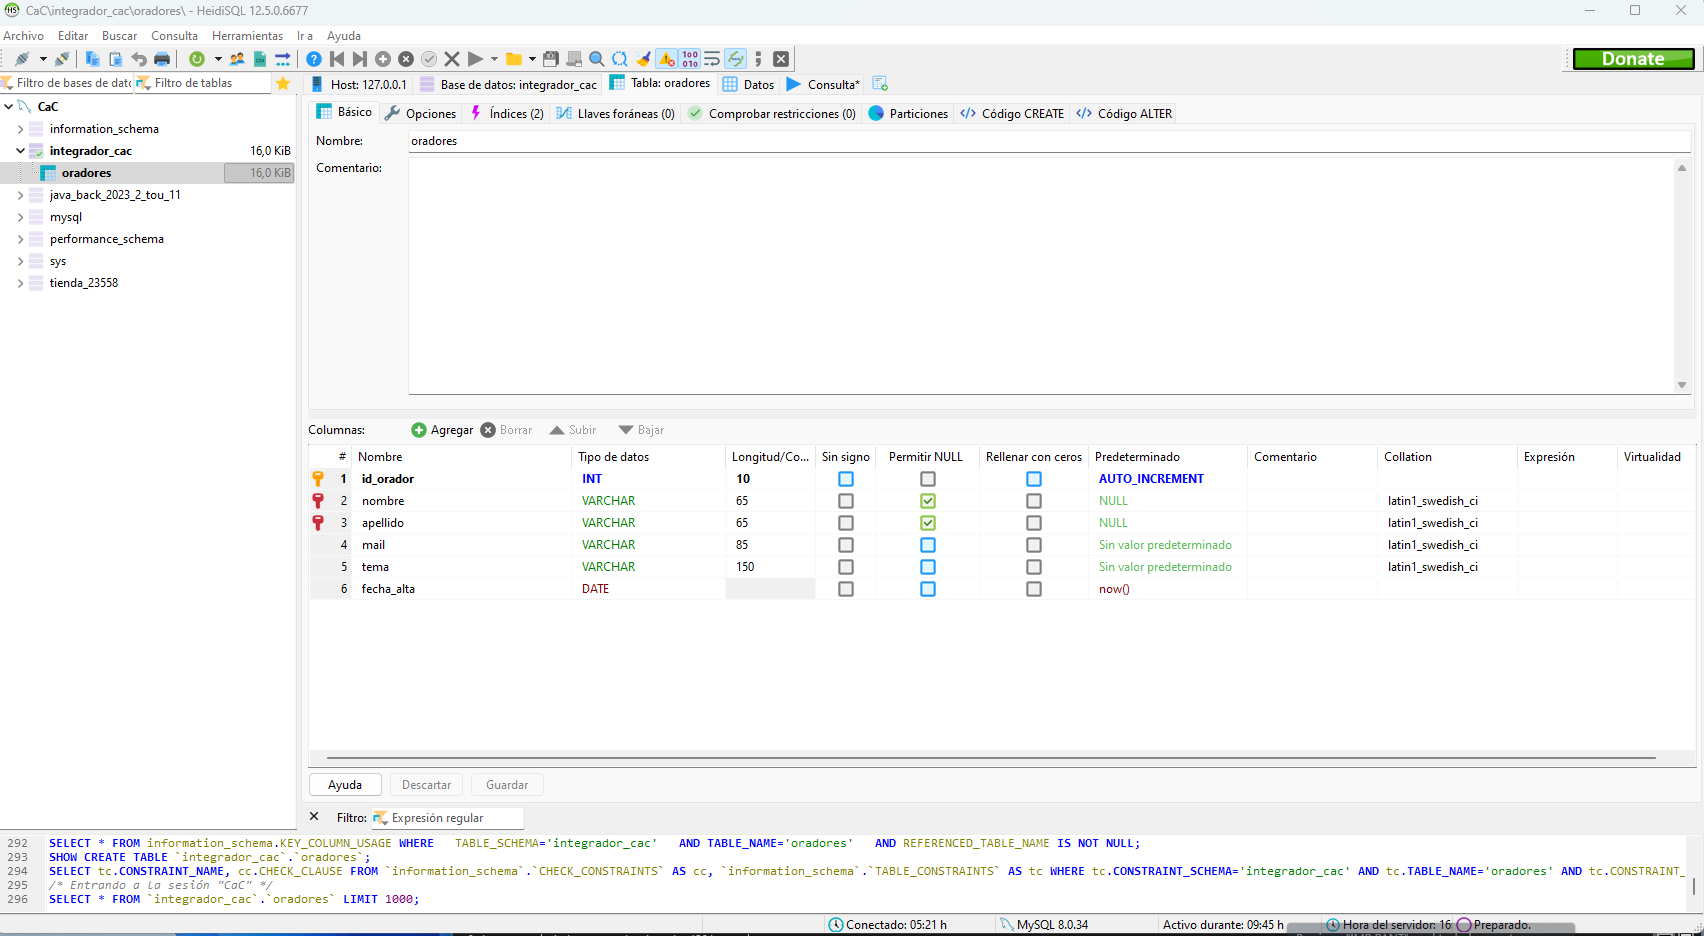 CaC\integrador_cac\oradores\ - HeidiSQL 12.5.0.6677
Archivo Editar Buscar Consulta Herramientas Ir a Ayuda
Donate
Filtro de bases de dato Filtro de tablas
Host: 127.0.0.1 Base de datos: integrador_cac Tabla: oradores Datos Consulta*
CaC
information_schema
integrador_cac 16,0 KiB
oradores 16,0 KiB
java_back_2023_2_tou_11
mysql
performance_schema
sys
tienda_23558
Básico Opciones Índices (2) Llaves foráneas (0) Comprobar restricciones (0) Particiones Código CREATE Código ALTER
Nombre: oradores
Comentario:
Columnas: Agregar Borrar Subir Bajar
# Nombre Tipo de datos Longitud/Co... Sin signo Permitir NULL Rellenar con ceros Predeterminado Comentario Collation Expresión Virtualidad
1 id_orador INT 10 AUTO_INCREMENT
2 nombre VARCHAR 65 NULL latin1_swedish_ci
3 apellido VARCHAR 65 NULL latin1_swedish_ci
4 mail VARCHAR 85 Sin valor predeterminado latin1_swedish_ci
5 tema VARCHAR 150 Sin valor predeterminado latin1_swedish_ci
6 fecha_alta DATE now()
Ayuda Descartar Guardar
Filtro: Expresión regular
292 SELECT * FROM information_schema.KEY_COLUMN_USAGE WHERE TABLE_SCHEMA='integrador_cac' AND TABLE_NAME='oradores' AND REFERENCED_TABLE_NAME IS NOT NULL;
293 SHOW CREATE TABLE `integrador_cac`.`oradores`;
294 SELECT tc.CONSTRAINT_NAME, cc.CHECK_CLAUSE FROM `information_schema`.`CHECK_CONSTRAINTS` AS cc, `information_schema`.`TABLE_CONSTRAINTS` AS tc WHERE tc.CONSTRAINT_SCHEMA='integrador_cac' AND tc.TABLE_NAME='oradores' AND tc.CONSTRAINT_
295 /* Entrando a la sesión "CaC" */
296 SELECT * FROM `integrador_cac`.`oradores` LIMIT 1000;
Conectado: 05:21 h MySQL 8.0.34 Activo durante: 09:45 h Hora del servidor: 16 Preparado.